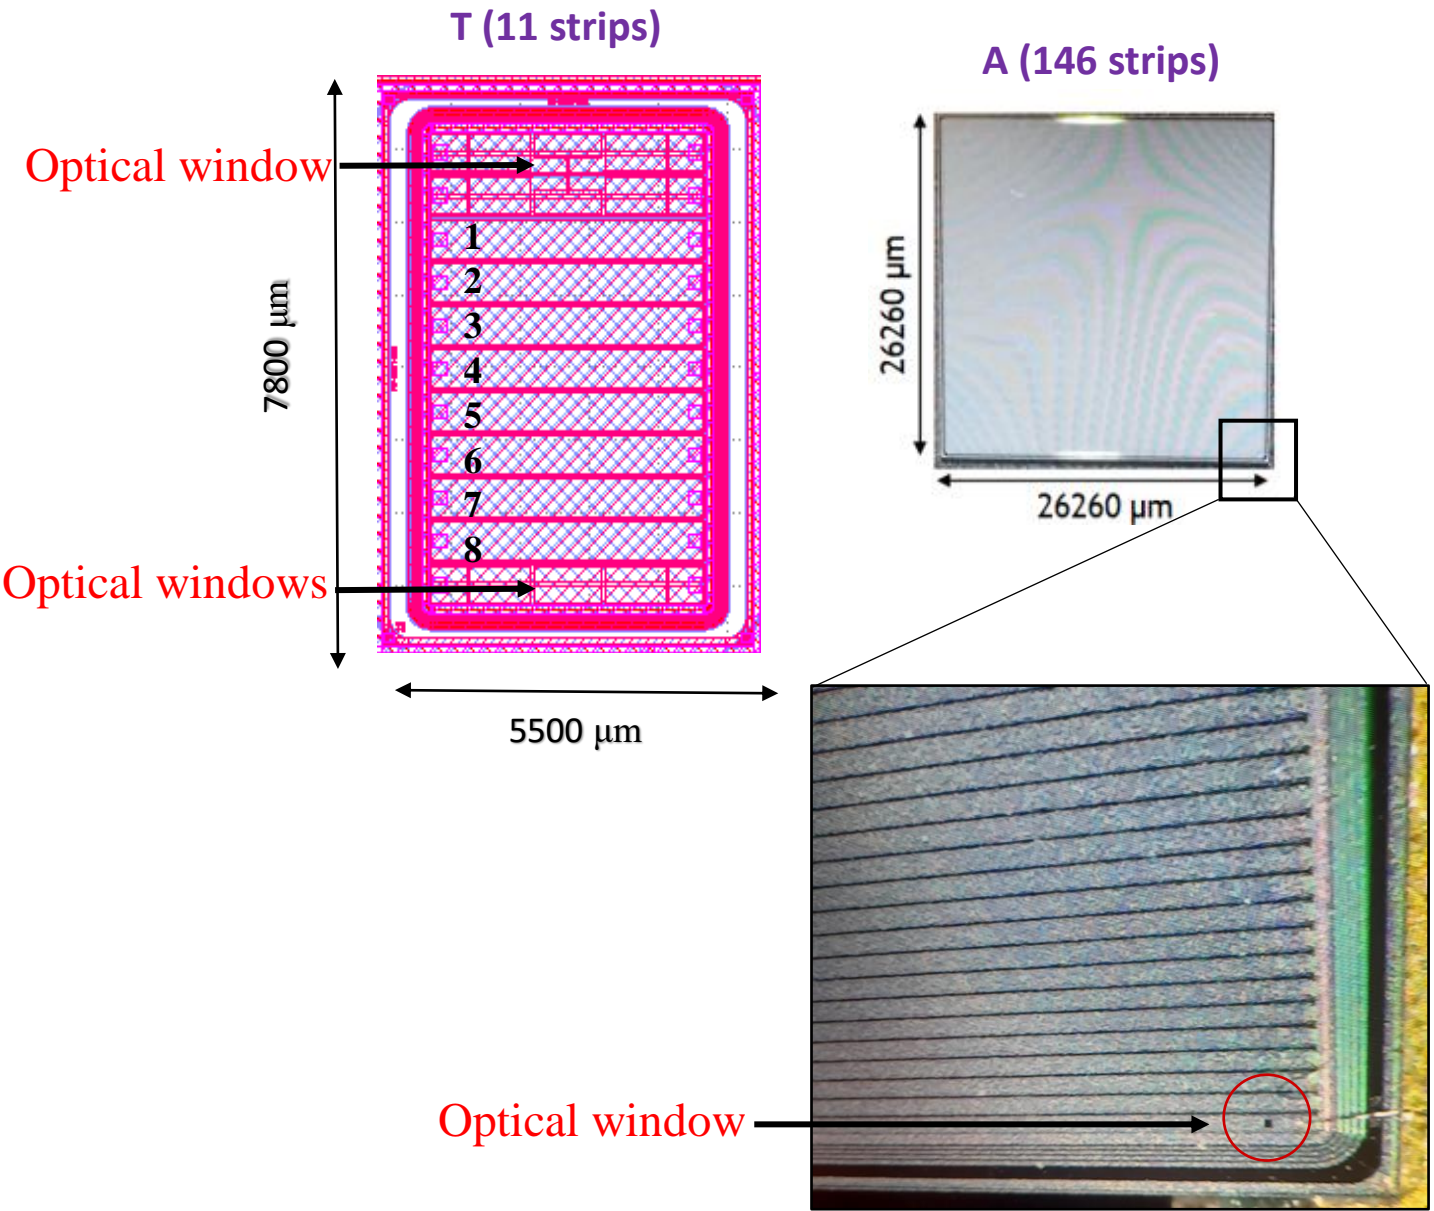 T (11 strips)
A (146 strips)
Optical window
7800 μm
1
2
3
4
5
6
7
8
Optical windows
5500 μm
26260 μm
26260 μm
Optical window